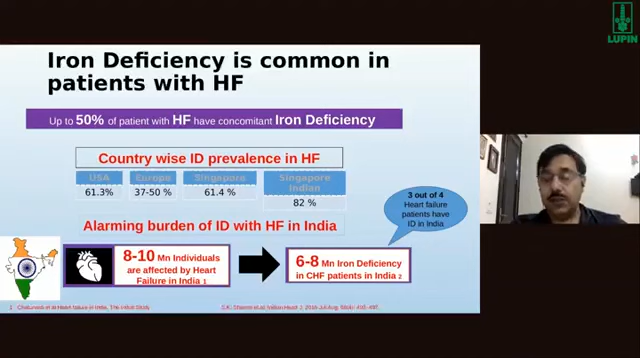 LUPIN
Iron Deficiency is common in
patients with HF
Up to 50% of patient with HF have concomitant Iron Deficiency
Country wise ID prevalence in HF
USA Europe Singapore Singapore Indian
61.3% 37-50 % 61.4 % 82 %
3 out of 4
Heart failure
patients have
ID in India
Alarming burden of ID with HF in India
8-10 Mn Individuals
are affected by Heart
Failure in India 1
6-8 Mn Iron Deficiency
in CHF patients in India 2